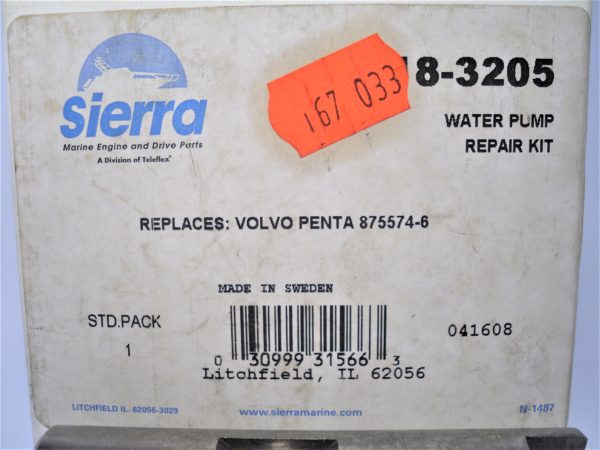 Sierra
Marine Engine and Drive Parts
A Division of Teleflex®
167 033
18-3205
WATER PUMP
REPAIR KIT
REPLACES: VOLVO PENTA 875574-6
MADE IN SWEDEN
STD.PACK
1
041608
0 30999 31566 3
Litchfield, IL 62056
LITCHFIELD IL. 62056-3029
www.sierramarine.com
N-1487